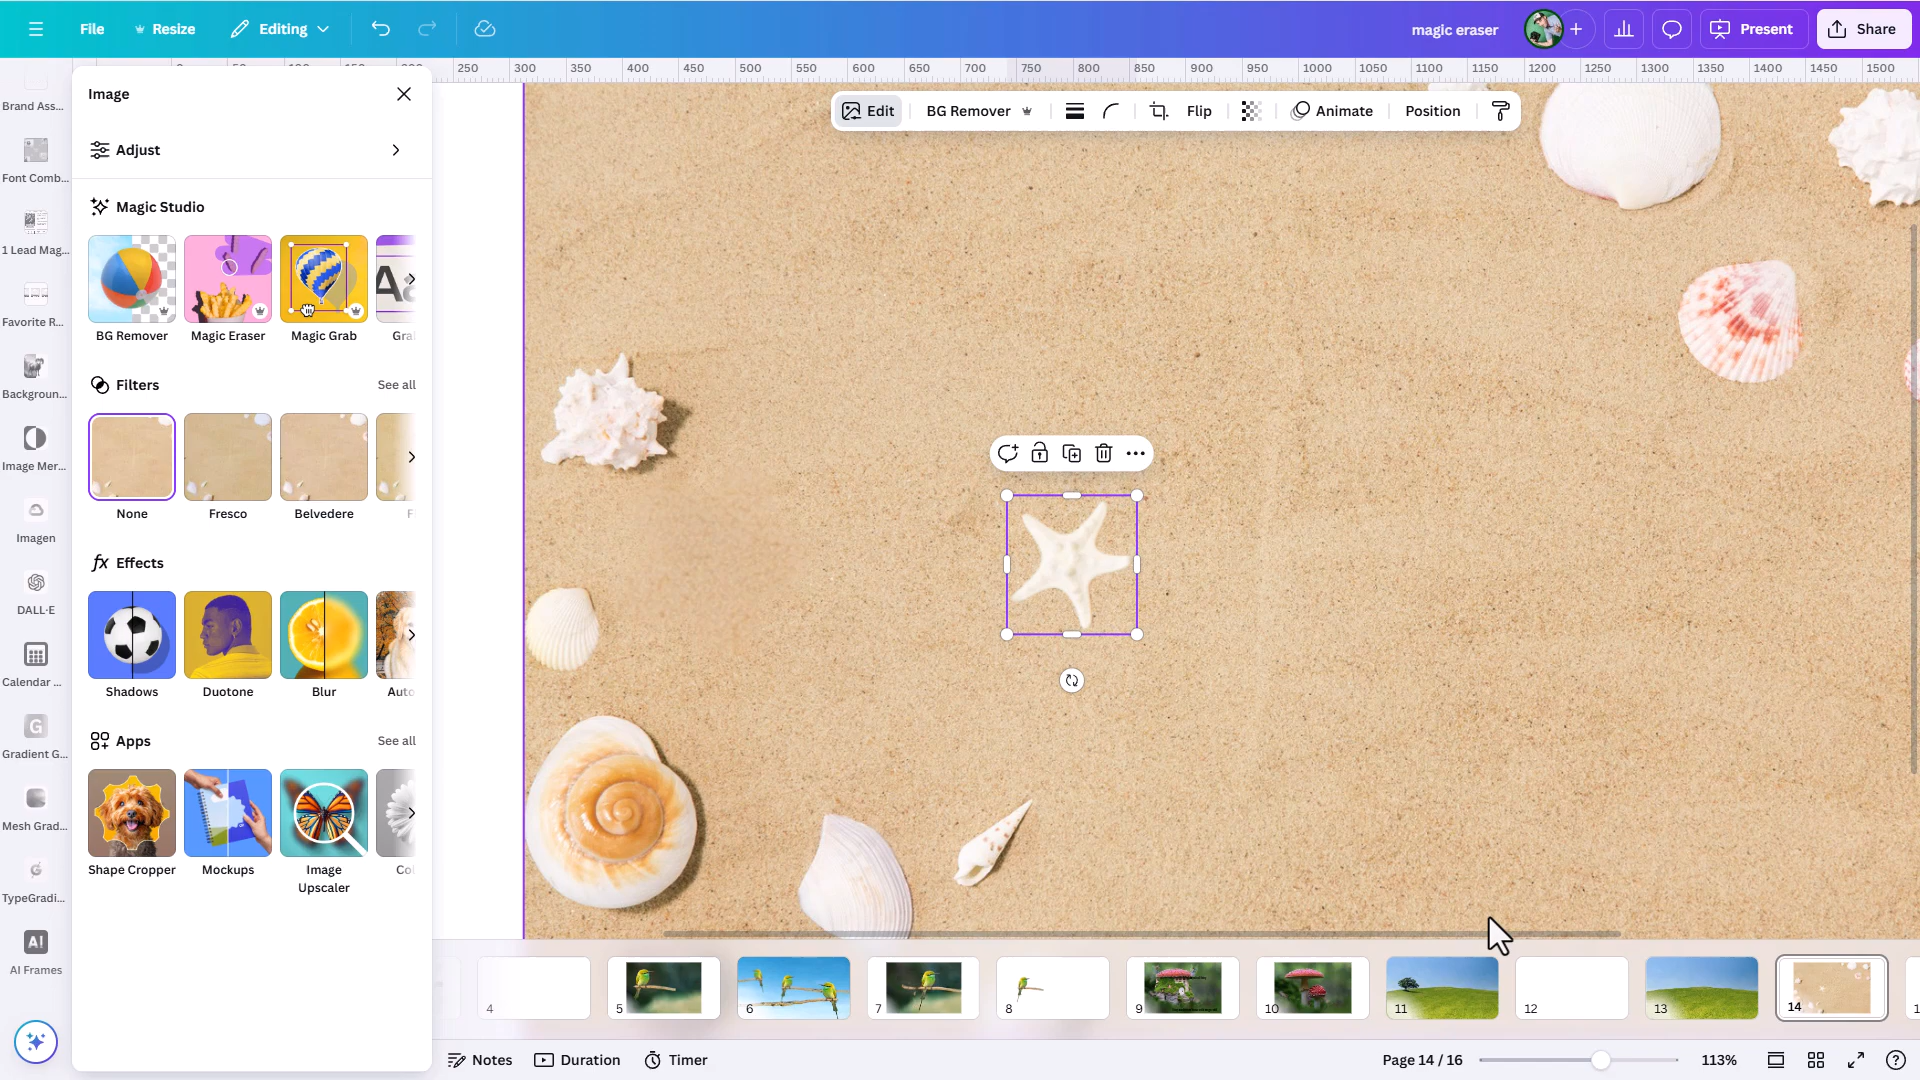 File
Resize
Editing
magic eraser
Present
Share
250 300 350 400 450 500 550 600 650 700 750 800 850 900 950 1000 1050 1100 1150 1200 1250 1300 1350 1400 1450 1500
Image
Adjust
Edit
BG Remover
Flip
Animate
Position
Brand Ass...
Font Comb...
1 Lead Mag...
Favorite R...
Backgroun...
Image Mer...
Imagen
DALL·E
Calendar ...
Gradient G...
Mesh Grad...
TypeGradi...
AI
AI Frames
Magic Studio
BG Remover
Magic Eraser
Magic Grab
Filters
See all
None
Fresco
Belvedere
Effects
Shadows
Duotone
Blur
Auto
Apps
See all
Shape Cropper
Mockups
Image
Upscaler
4
5
6
7
8
9
10
11
12
13
14
Notes
Duration
Timer
Page 14 / 16
113%